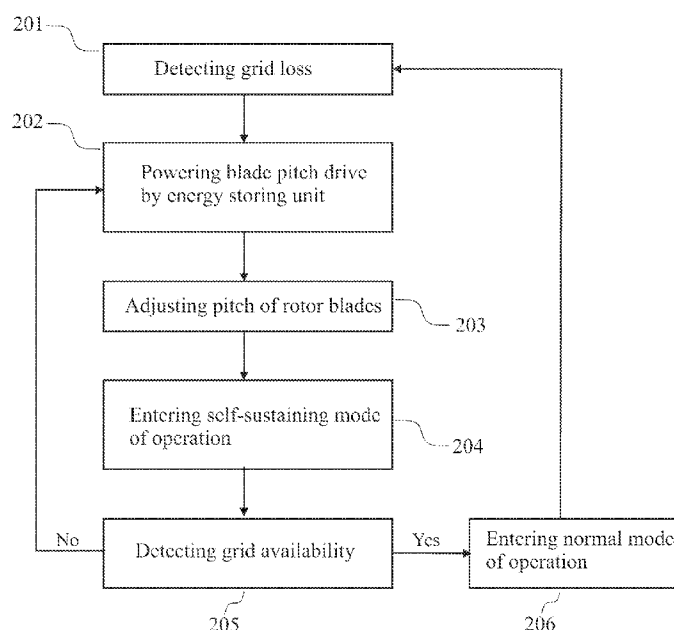 201
Detecting grid loss
202
Powering blade pitch drive
by energy storing unit
Adjusting pitch of rotor blades
203
Entering self-sustaining mode
of operation
204
No
Detecting grid availability
Yes
Entering normal mode
of operation
205
206